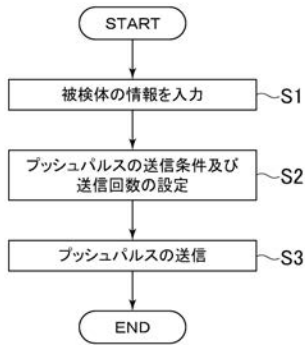 START
被検体の情報を入力
S1
プッシュパルスの送信条件及び
送信回数の設定
S2
プッシュパルスの送信
S3
END